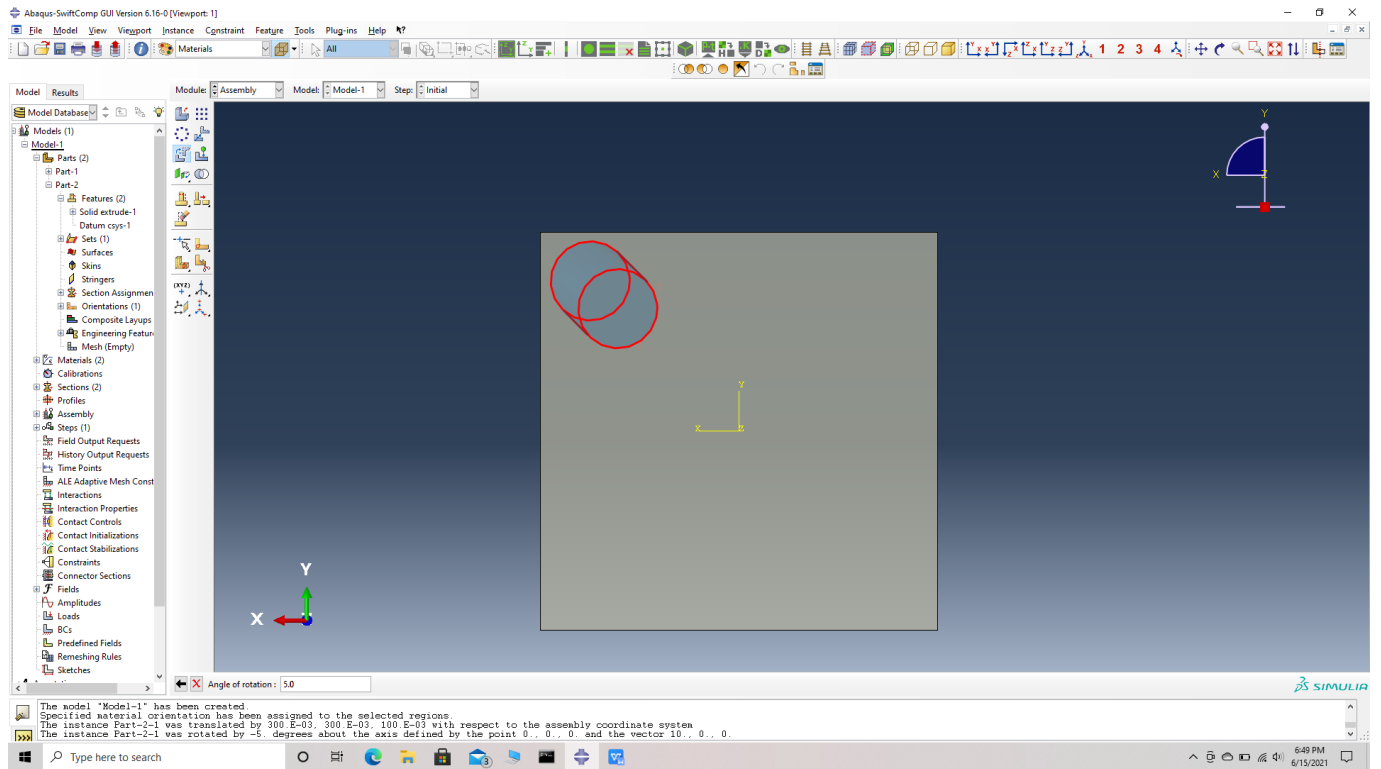 Abaqus-SwiftComp GUI Version 6.16-0 [Viewport: 1]
File Model View Viewport Instance Constraint Feature Tools Plug-ins Help
Materials All 1 2 3 4
Model Results Module: Assembly Model: Model-1 Step: Initial
Model Database
Models (1)
Model-1
Parts (2)
Part-1
Part-2
Features (2)
Solid extrude-1
Datum csys-1
Sets (1)
Surfaces
Skins
Stringers
Section Assignmen
Orientations (1)
Composite Layups
Engineering Featur
Mesh (Empty)
Materials (2)
Calibrations
Sections (2)
Profiles
Assembly
Steps (1)
Field Output Requests
History Output Requests
Time Points
ALE Adaptive Mesh Const
Interactions
Interaction Properties
Contact Controls
Contact Initializations
Contact Stabilizations
Constraints
Connector Sections
Fields
Amplitudes
Loads
BCs
Predefined Fields
Remeshing Rules
Sketches
Y
X Z
Y
X Z
Y
X
Angle of rotation : 5.0
SIMULIA
The model "Model-1" has been created.
Specified material orientation has been assigned to the selected regions.
The instance Part-2-1 was translated by 300.E-03, 300.E-03, 100.E-03 with respect to the assembly coordinate system
The instance Part-2-1 was rotated by -5. degrees about the axis defined by the point 0., 0., 0. and the vector 10., 0., 0.
Type here to search
3
6:49 PM
6/15/2021